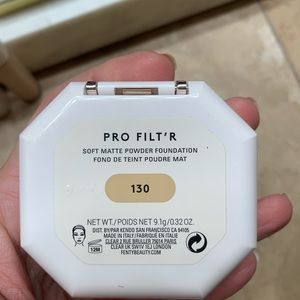 PRO FILT'R
SOFT MATTE POWDER FOUNDATION
FOND DE TEINT POUDRE MAT
130
NET WT./POIDS NET 9.1g/0.32 OZ.
DIST. BY/PAR KENDO SAN FRANCISCO CA 94105
MADE IN ITALY/FABRIQUÉ EN ITALIE
CLEAR 2 RUE BRULLER 75014 PARIS.
CLEAR UK SW1V 1EJ LONDON
FENTYBEAUTY.COM
12M